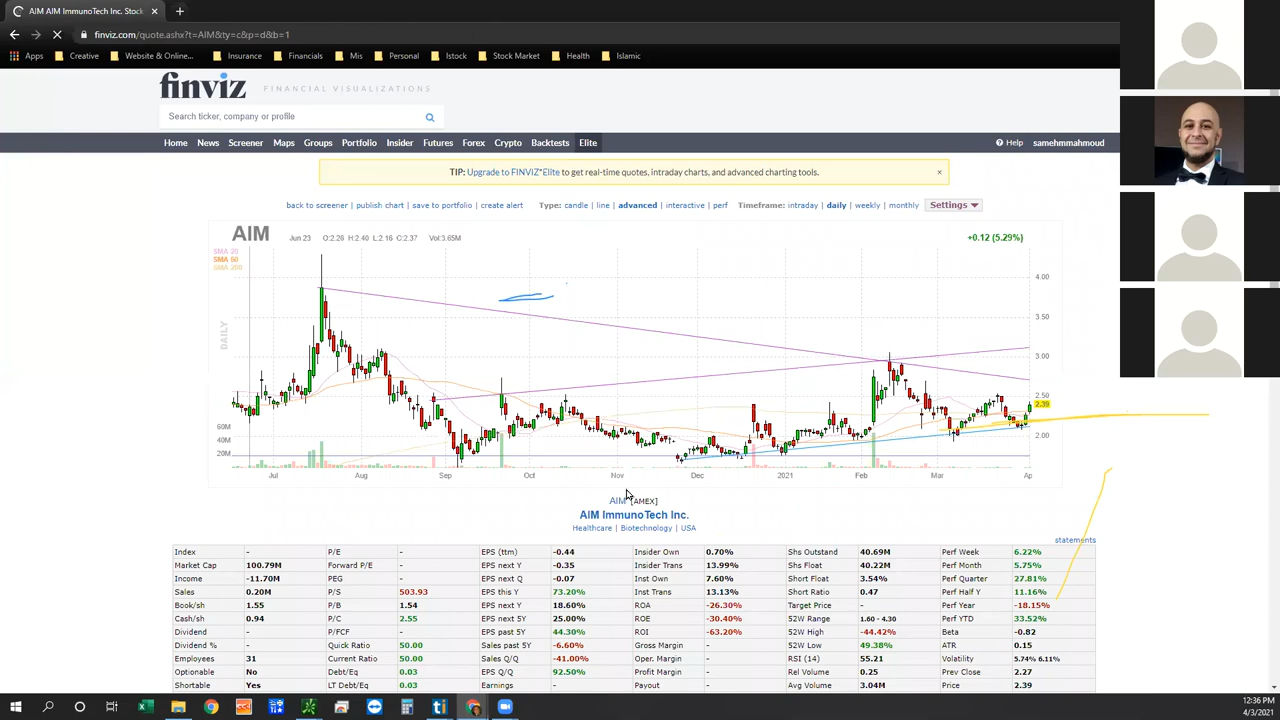 AIM AIM ImmunoTech Inc. Stock
finviz.com/quote.ashx?t=AIM&ty=c&p=d&b=1
Apps Creative Website & Online... Insurance Financials Mis Personal Istock Stock Market Health Islamic
finviz FINANCIAL VISUALIZATIONS
Search ticker, company or profile
Home News Screener Maps Groups Portfolio Insider Futures Forex Crypto Backtests Elite Help samehmmahmoud
TIP: Upgrade to FINVIZ*Elite to get real-time quotes, intraday charts, and advanced charting tools. ×
back to screener | publish chart | save to portfolio | create alert Type: candle | line | advanced | interactive | perf Timeframe: intraday | daily | weekly | monthly Settings
AIM Jun 23 O:2.26 H:2.40 L:2.16 C:2.37 Vol:3.65M +0.12 (5.29%)
SMA 20
SMA 50
SMA 200
DAILY
4.00
3.50
3.00
2.50
2.39
2.00
60M
40M
20M
Jul Aug Sep Oct Nov Dec 2021 Feb Mar Ap
AIM [AMEX]
AIM ImmunoTech Inc.
Healthcare | Biotechnology | USA
statements
Index - P/E - EPS (ttm) -0.44 Insider Own 0.70% Shs Outstand 40.69M Perf Week 6.22%
Market Cap 100.79M Forward P/E - EPS next Y -0.35 Insider Trans 13.99% Shs Float 40.22M Perf Month 5.75%
Income -11.70M PEG - EPS next Q -0.07 Inst Own 7.60% Short Float 3.54% Perf Quarter 27.81%
Sales 0.20M P/S 503.93 EPS this Y 73.20% Inst Trans 13.13% Short Ratio 0.47 Perf Half Y 11.16%
Book/sh 1.55 P/B 1.54 EPS next Y 18.60% ROA -26.30% Target Price - Perf Year -18.15%
Cash/sh 0.94 P/C 2.55 EPS next 5Y 25.00% ROE -30.40% 52W Range 1.60 - 4.30 Perf YTD 33.52%
Dividend - P/FCF - EPS past 5Y 44.30% ROI -63.20% 52W High -44.42% Beta -0.82
Dividend % - Quick Ratio 50.00 Sales past 5Y -6.60% Gross Margin - 52W Low 49.38% ATR 0.15
Employees 31 Current Ratio 50.00 Sales Q/Q -41.00% Oper. Margin - RSI (14) 55.21 Volatility 5.74% 6.11%
Optionable No Debt/Eq 0.03 EPS Q/Q 92.50% Profit Margin - Rel Volume 0.25 Prev Close 2.27
Shortable Yes LT Debt/Eq 0.03 Earnings - Payout - Avg Volume 3.04M Price 2.39
12:36 PM
4/3/2021